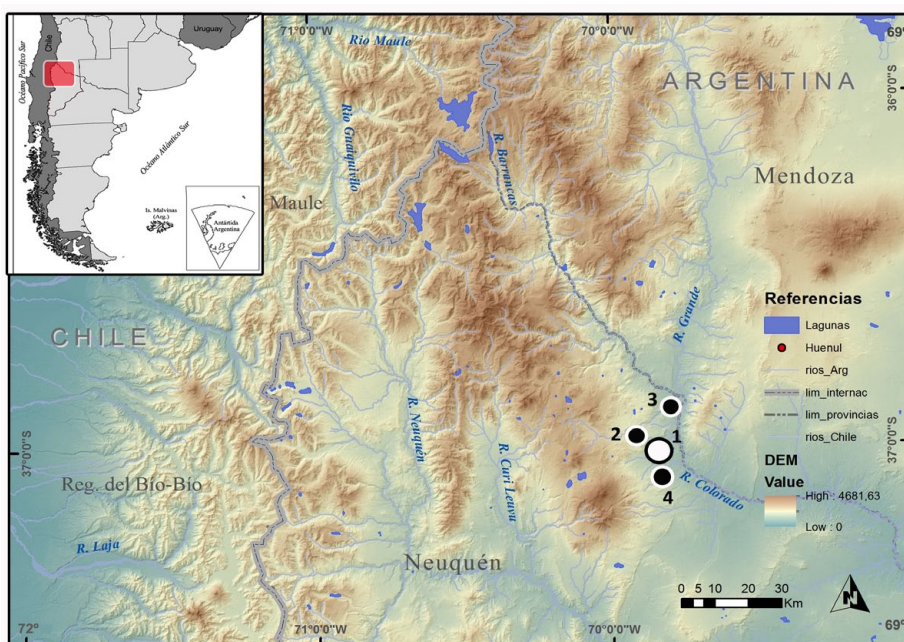 Uruguay
Chile
Océano Pacífico Sur
Océano Atlántico Sur
Is. Malvinas
(Arg.)
Antártida
Argentina
71°0'0"W
70°0'0"W
69°
36°0'0"S
Rio Maule
ARGENTINA
Rio Guaiquivilo
R. Barrancas
Mendoza
Maule
R. Grande
CHILE
Referencias
Lagunas
Huenul
rios_Arg
lim_internac
lim_provincias
rios_Chile
DEM
Value
High : 4681,63
Low : 0
3
2
1
4
37°0'0"S
37°0'0"S
R. Neuquén
R. Curi Leuvu
R. Colorado
Reg. del Bío-Bío
R. Laja
Neuquén
0 5 10 20 30
Km
N
72°
71°0'0"W
70°0'0"W
69°